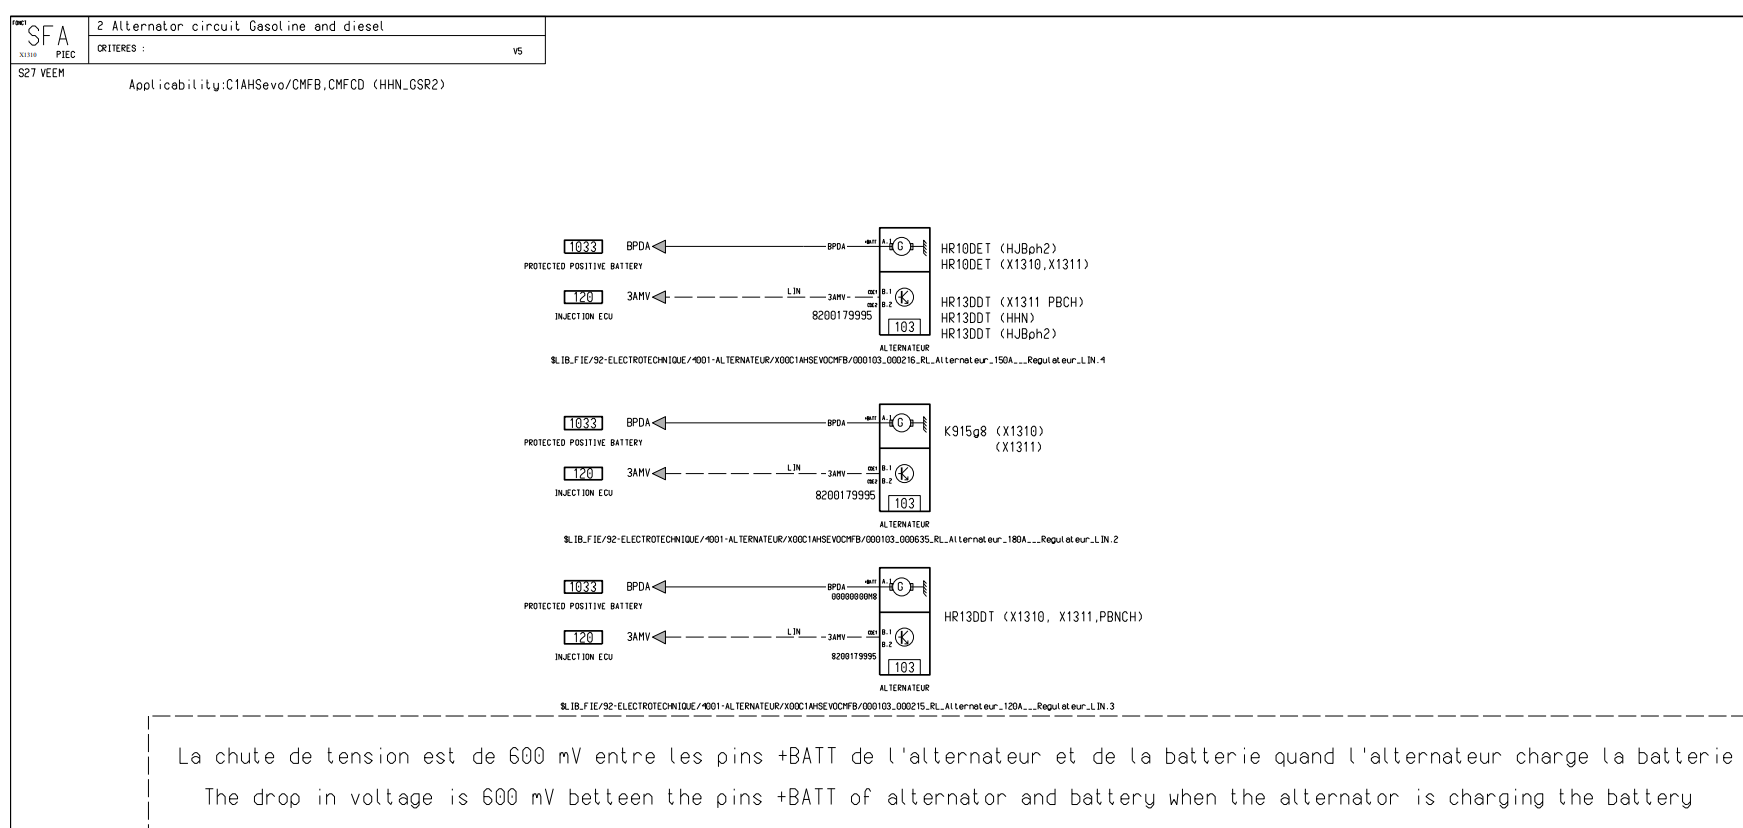 FONCT
SFA
X1310 PIEC
2 Alternator circuit Gasoline and diesel
CRITERES :
V5
S27 VEEM
Applicability:C1AHSevo/CMFB,CMFCD (HHN_GSR2)
1033 BPDA BPDA +BATT A.1 G
PROTECTED POSITIVE BATTERY
HR10DET (HJBph2)
HR10DET (X1310,X1311)
120 3AMV LIN 3AMV CDE1 B.1
CDE2 B.2
INJECTION ECU
8200179995
103
HR13DDT (X1311 PBCH)
HR13DDT (HHN)
HR13DDT (HJBph2)
ALTERNATEUR
$LIB_FIE/92-ELECTROTECHNIQUE/4001-ALTERNATEUR/X00C1AHSEVOCMFB/000103_000216_RL_Alternateur_150A___Regulateur_LIN.4
1033 BPDA BPDA +BATT A.1 G
PROTECTED POSITIVE BATTERY
K915g8 (X1310)
(X1311)
120 3AMV LIN 3AMV CDE1 B.1
CDE2 B.2
INJECTION ECU
8200179995
103
ALTERNATEUR
$LIB_FIE/92-ELECTROTECHNIQUE/4001-ALTERNATEUR/X00C1AHSEVOCMFB/000103_000635_RL_Alternateur_180A___Regulateur_LIN.2
1033 BPDA BPDA +BATT A.1 G
00000000M8
PROTECTED POSITIVE BATTERY
HR13DDT (X1310, X1311,PBNCH)
120 3AMV LIN 3AMV CDE1 B.1
B.2
INJECTION ECU
8200179995
103
ALTERNATEUR
$LIB_FIE/92-ELECTROTECHNIQUE/4001-ALTERNATEUR/X00C1AHSEVOCMFB/000103_000215_RL_Alternateur_120A___Regulateur_LIN.3
La chute de tension est de 600 mV entre les pins +BATT de l'alternateur et de la batterie quand l'alternateur charge la batterie
The drop in voltage is 600 mV betteen the pins +BATT of alternator and battery when the alternator is charging the battery